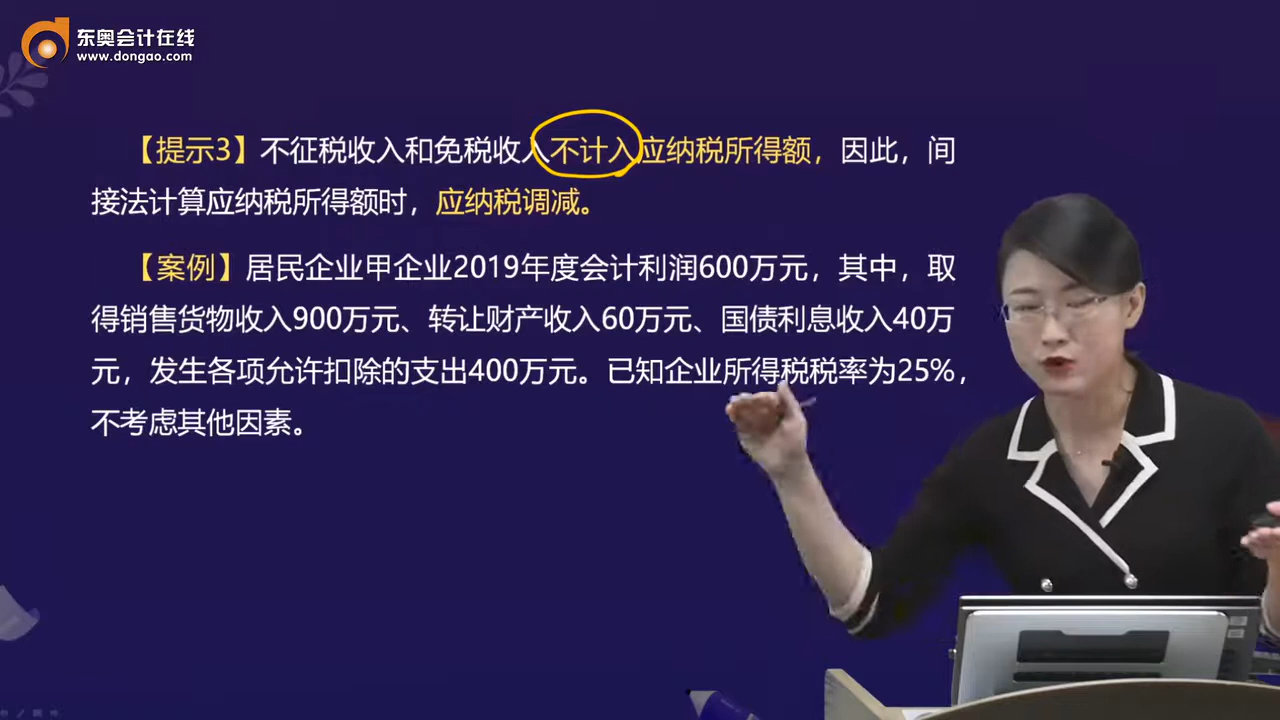 东奥会计在线
www.dongao.com
【提示3】不征税收入和免税收入不计入应纳税所得额，因此，间
接法计算应纳税所得额时，应纳税调减。
【案例】居民企业甲企业2019年度会计利润600万元，其中，取
得销售货物收入900万元、转让财产收入60万元、国债利息收入40万
元，发生各项允许扣除的支出400万元。已知企业所得税税率为25%，
不考虑其他因素。